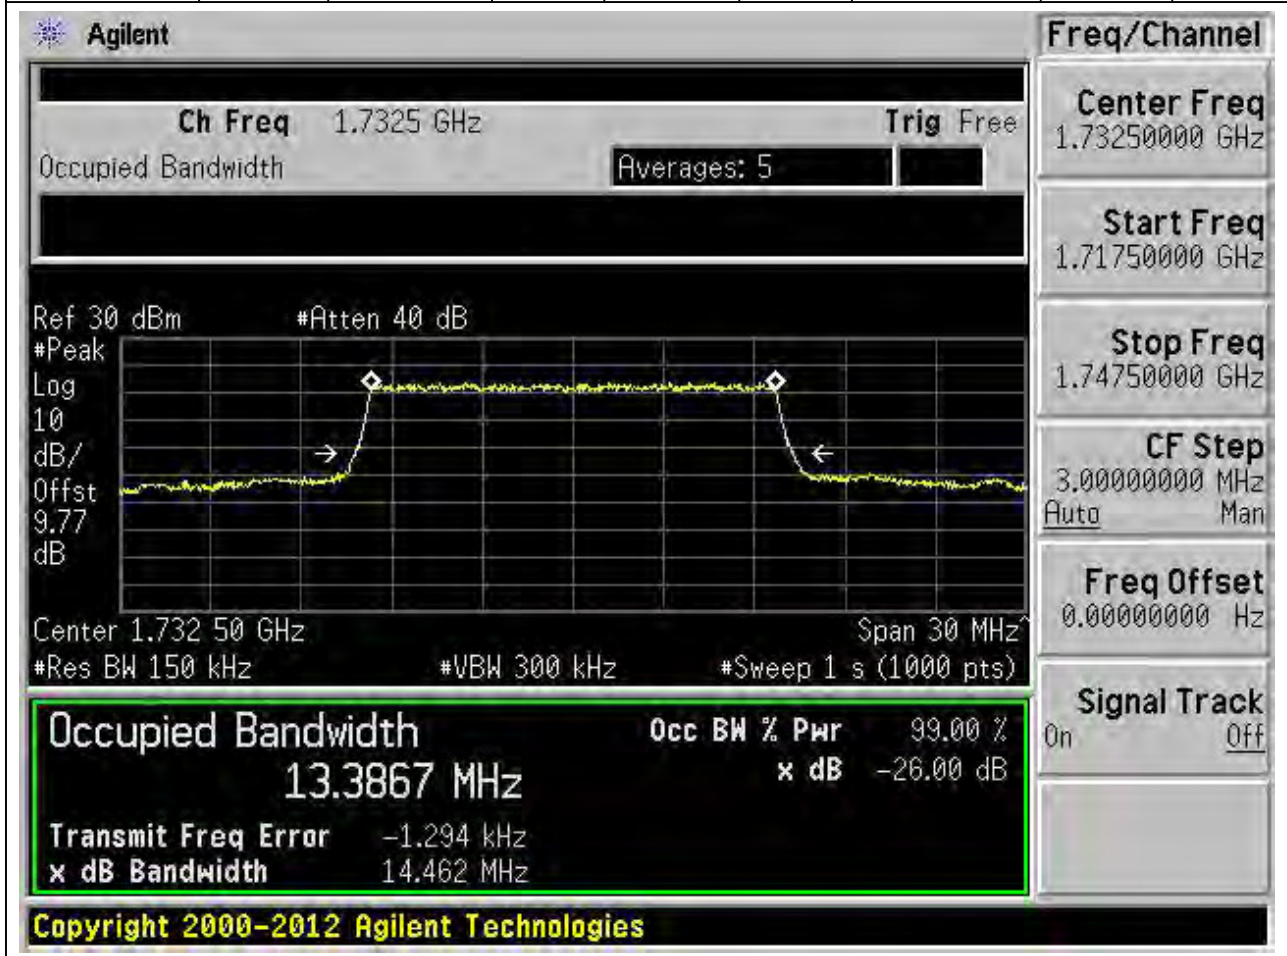 Agilent
Freq/Channel
Ch Freq 1.7325 GHz Trig Free
Occupied Bandwidth Averages: 5
Center Freq
1.73250000 GHz
Start Freq
1.71750000 GHz
Stop Freq
1.74750000 GHz
CF Step
3.00000000 MHz
Auto Man
Freq Offset
0.00000000 Hz
Signal Track
On Off
Ref 30 dBm #Atten 40 dB
#Peak
Log
10
dB/
Offst
9.77
dB
Center 1.732 50 GHz Span 30 MHz^
#Res BW 150 kHz #VBW 300 kHz #Sweep 1 s (1000 pts)
Occupied Bandwidth Occ BW % Pwr 99.00 %
13.3867 MHz x dB -26.00 dB
Transmit Freq Error -1.294 kHz
x dB Bandwidth 14.462 MHz
Copyright 2000-2012 Agilent Technologies